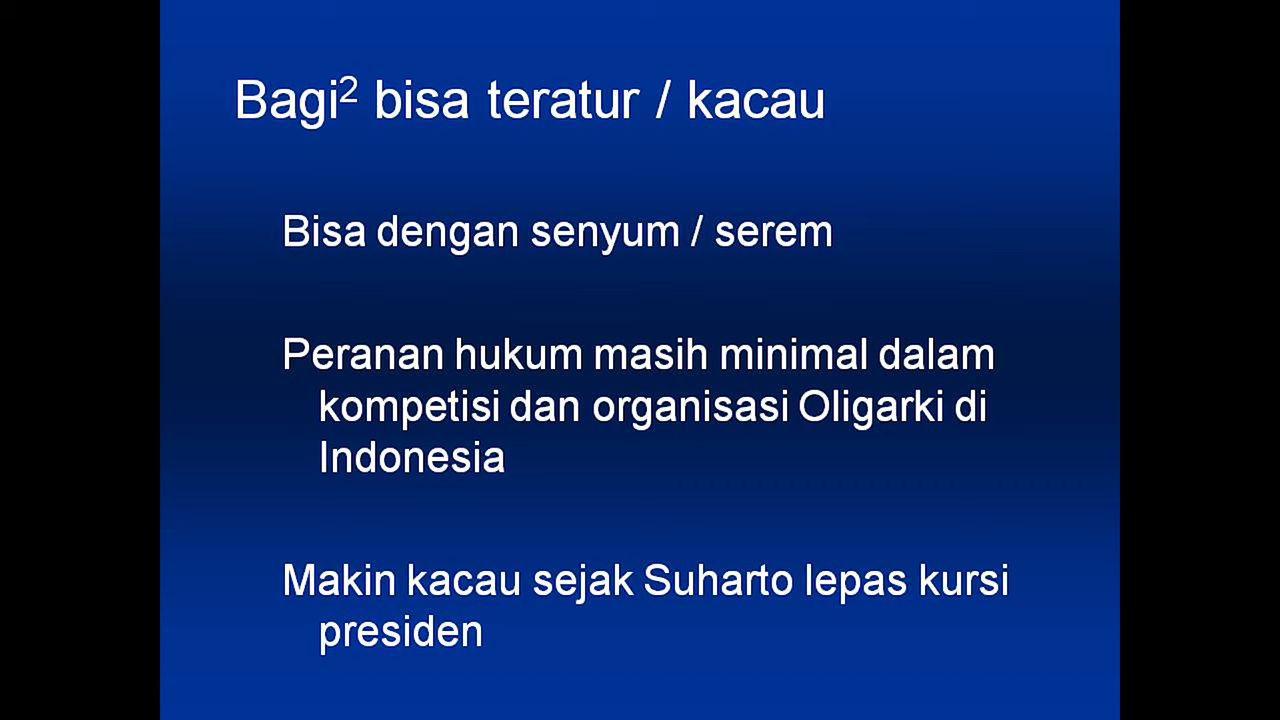 Bagi² bisa teratur / kacau
Bisa dengan senyum / serem
Peranan hukum masih minimal dalam
kompetisi dan organisasi Oligarki di
Indonesia
Makin kacau sejak Suharto lepas kursi
presiden